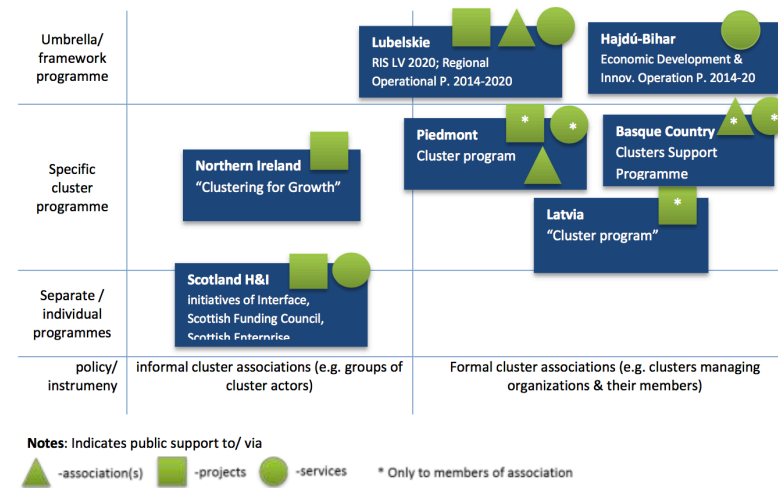 Umbrella/
framework
programme
Lubelskie
RIS LV 2020; Regional
Operational P. 2014-2020
Hajdú-Bihar
Economic Development &
Innov. Operation P. 2014-20
Specific
cluster
programme
Northern Ireland
“Clustering for Growth”
Piedmont
Cluster program
*
*
Basque Country
Clusters Support
Programme
*
*
Latvia
“Cluster program”
*
Separate /
individual
programmes
Scotland H&I
initiatives of Interface,
Scottish Funding Council,
Scottish Enterprise
policy/
instrumeny
informal cluster associations (e.g. groups of
cluster actors)
Formal cluster associations (e.g. clusters managing
organizations & their members)
Notes: Indicates public support to/ via
-association(s) -projects -services * Only to members of association